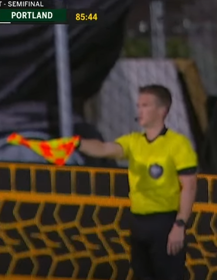 T - SEMIFINAL
PORTLAND 85:44